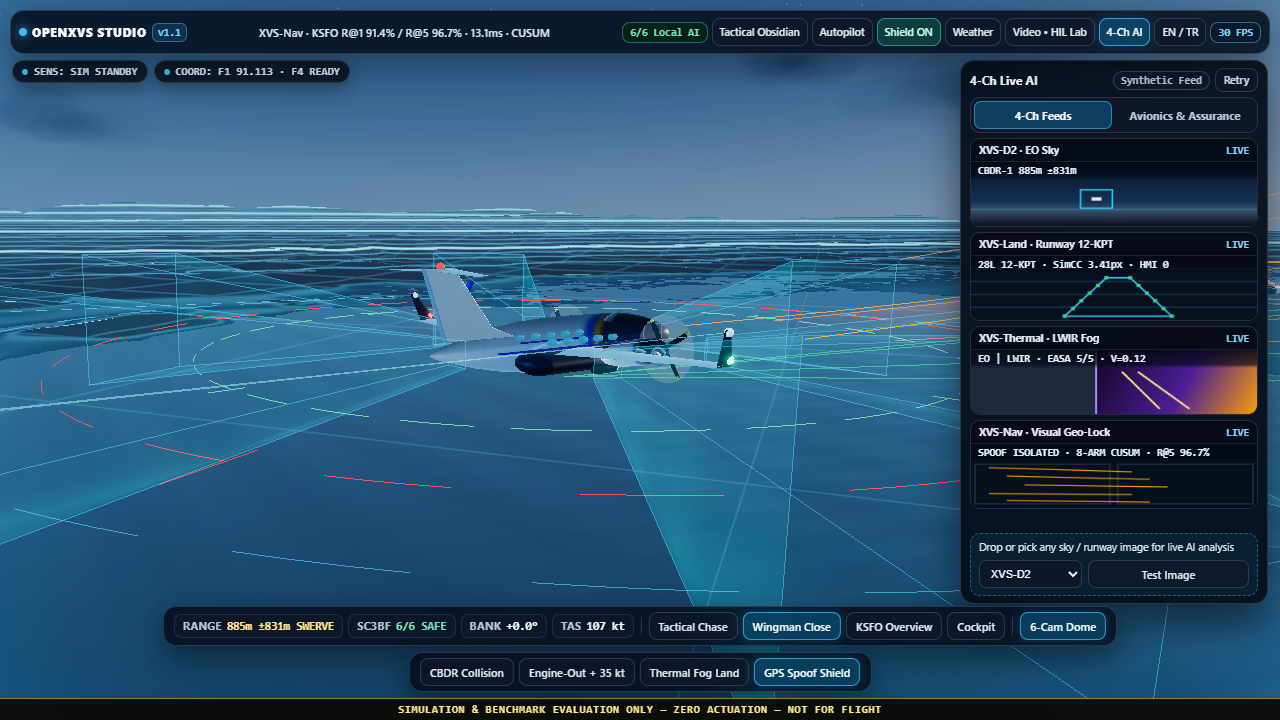 OPENXVS STUDIO v1.1
XVS-Nav · KSFO R@1 91.4% / R@5 96.7% · 13.1ms · CUSUM
6/6 Local AI
Tactical Obsidian
Autopilot
Shield ON
Weather
Video • HIL Lab
4-Ch AI
EN / TR
30 FPS
SENS: SIM STANDBY
COORD: F1 91.113 · F4 READY
4-Ch Live AI
Synthetic Feed
Retry
4-Ch Feeds
Avionics & Assurance
XVS-D2 · EO Sky LIVE
CBDR-1 885m ±831m
XVS-Land · Runway 12-KPT LIVE
28L 12-KPT · SimCC 3.41px · HMI 0
XVS-Thermal · LWIR Fog LIVE
EO | LWIR · EASA 5/5 · V=0.12
XVS-Nav · Visual Geo-Lock LIVE
SPOOF ISOLATED · 8-ARM CUSUM · R@5 96.7%
Drop or pick any sky / runway image for live AI analysis
XVS-D2
Test Image
RANGE 885m ±831m SWERVE
SC3BF 6/6 SAFE
BANK +0.0°
TAS 107 kt
Tactical Chase
Wingman Close
KSFO Overview
Cockpit
6-Cam Dome
CBDR Collision
Engine-Out + 35 kt
Thermal Fog Land
GPS Spoof Shield
SIMULATION & BENCHMARK EVALUATION ONLY — ZERO ACTUATION — NOT FOR FLIGHT